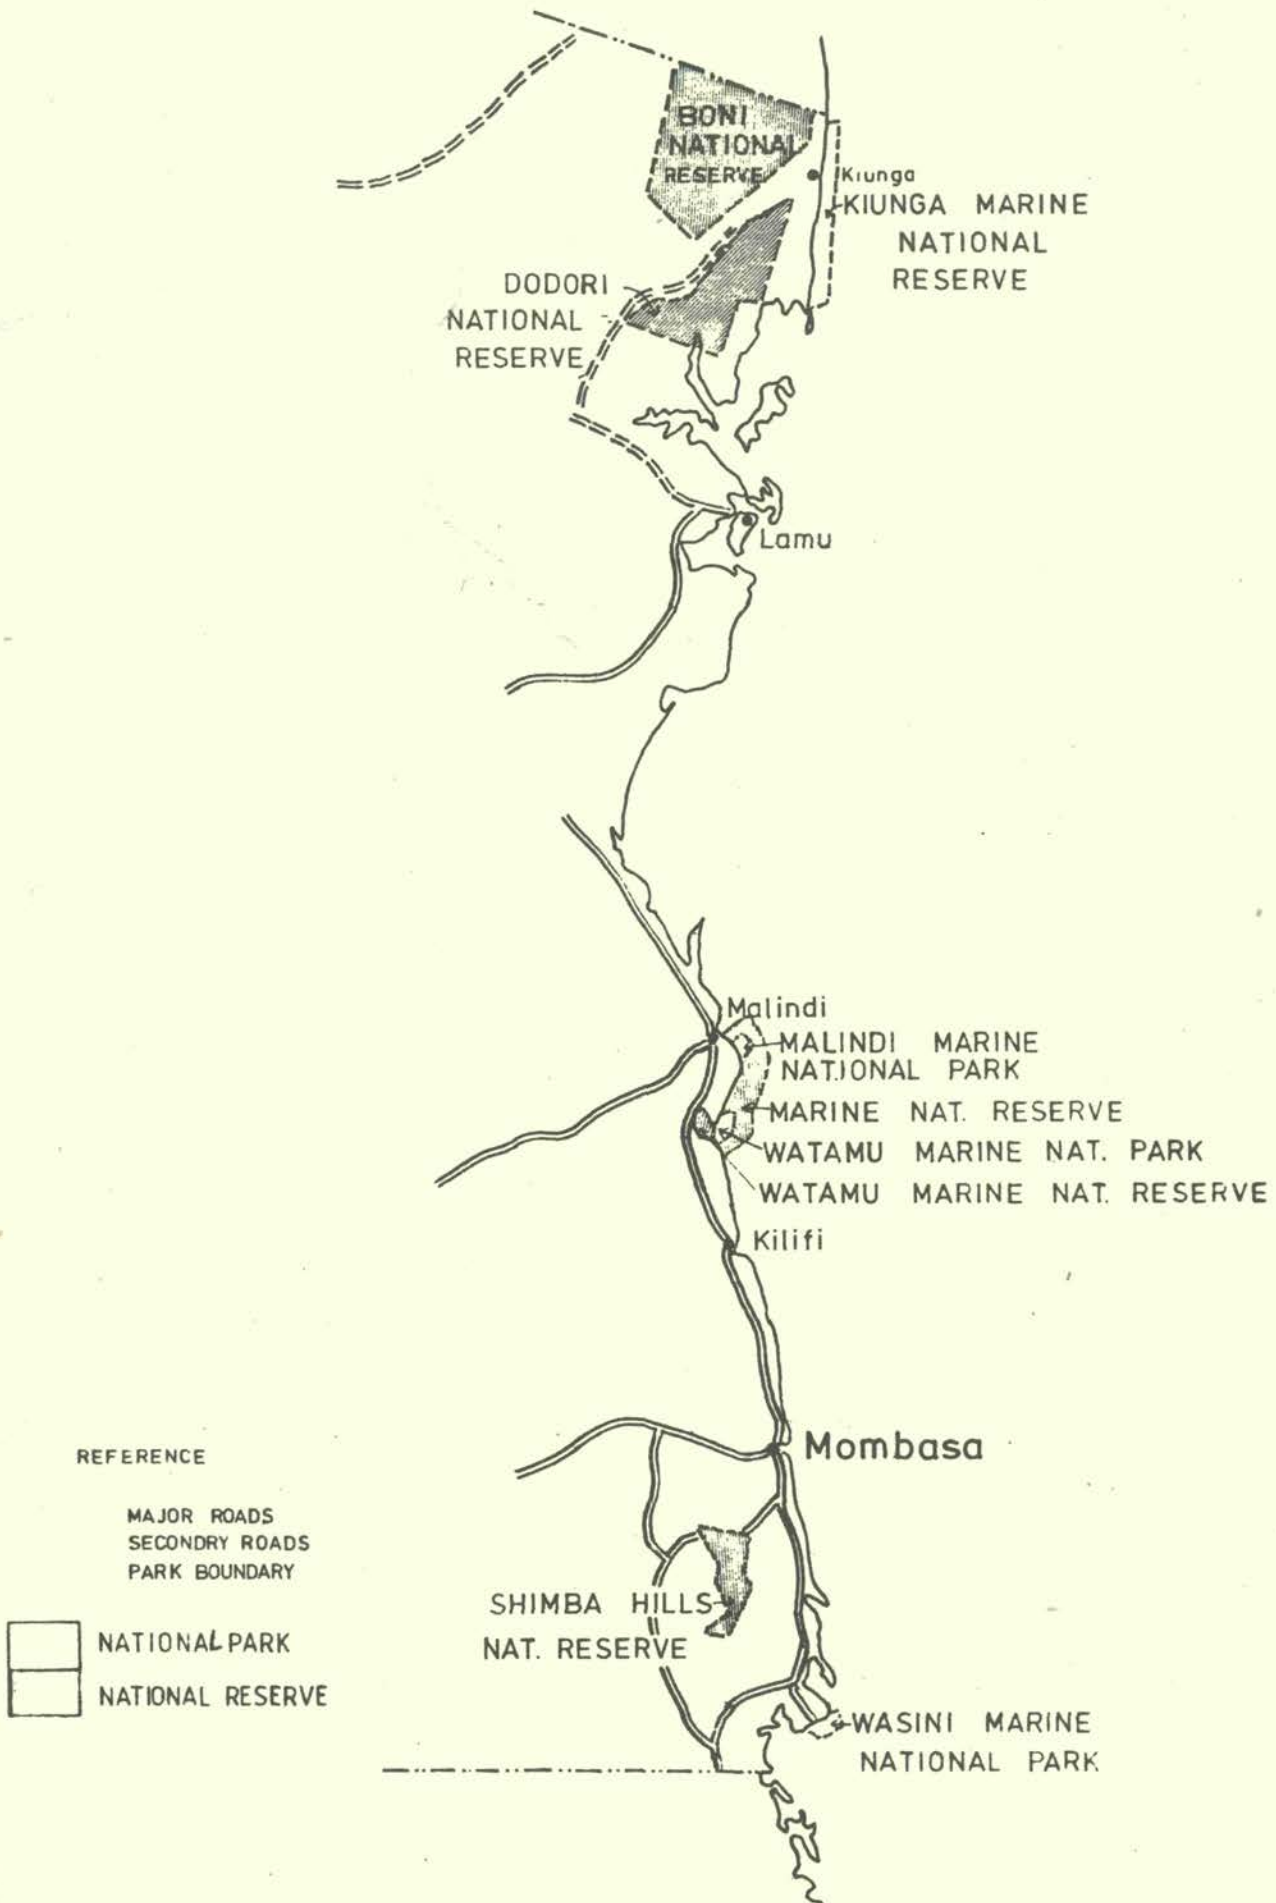 BONI
NATIONAL
RESERVE
Kiunga
KIUNGA MARINE
NATIONAL
RESERVE
DODORI
NATIONAL
RESERVE
Lamu
Malindi
MALINDI MARINE
NATIONAL PARK
MARINE NAT. RESERVE
WATAMU MARINE NAT. PARK
WATAMU MARINE NAT. RESERVE
Kilifi
Mombasa
REFERENCE
MAJOR ROADS
SECONDRY ROADS
PARK BOUNDARY
NATIONAL PARK
NATIONAL RESERVE
SHIMBA HILLS
NAT. RESERVE
WASINI MARINE
NATIONAL PARK